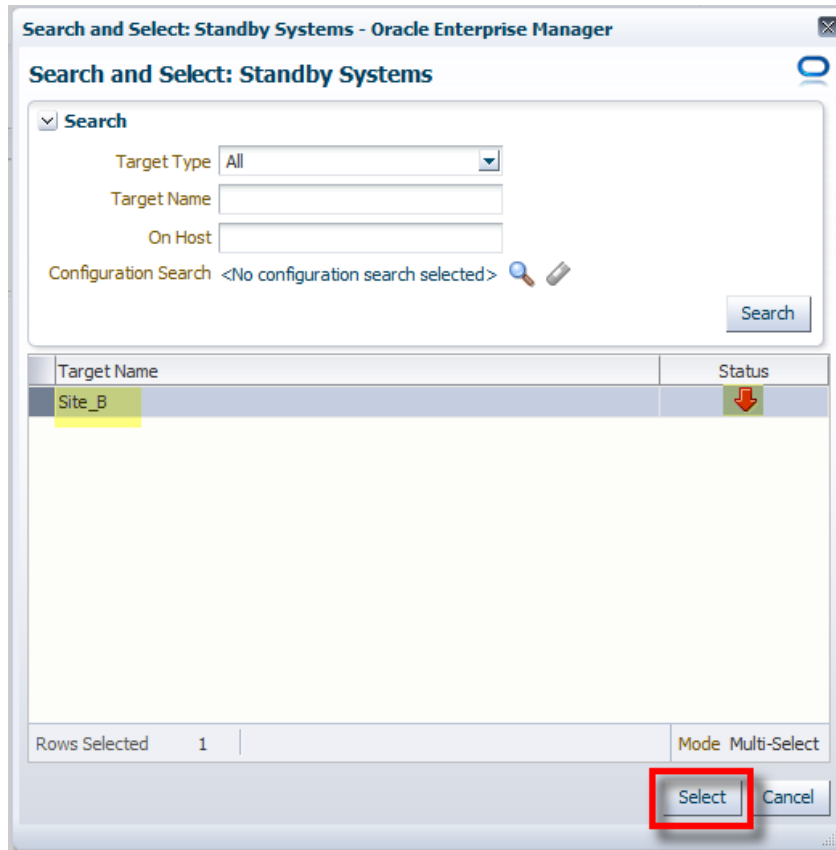 Search and Select: Standby Systems - Oracle Enterprise Manager
Search and Select: Standby Systems
Search
Target Type All
Target Name
On Host
Configuration Search <No configuration search selected>
Search
Target Name Status
Site_B
Rows Selected 1 Mode Multi-Select
Select Cancel